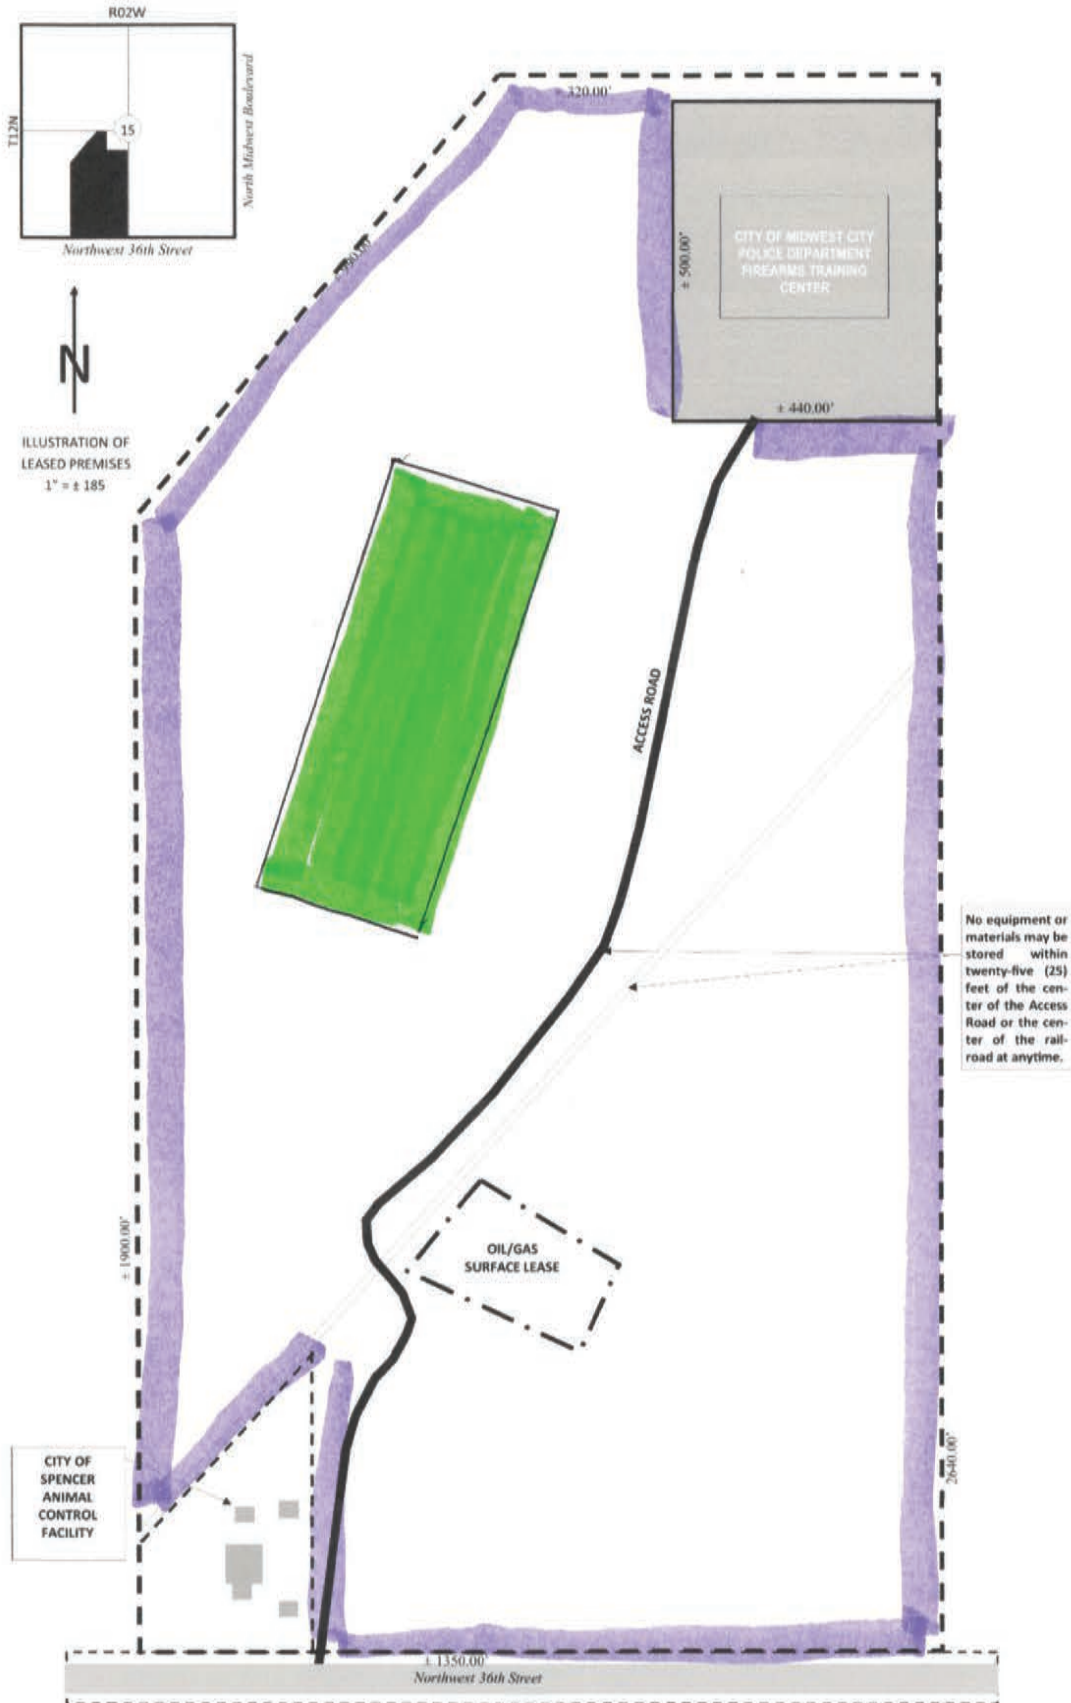 R02W
T12N
15
North Midwest Boulevard
Northwest 36th Street
N
ILLUSTRATION OF
LEASED PREMISES
1" = ± 185
320.00'
± 500.00'
CITY OF MIDWEST CITY
POLICE DEPARTMENT
FIREARMS TRAINING
CENTER
± 440.00'
ACCESS ROAD
No equipment or
materials may be
stored within
twenty-five (25)
feet of the cen-
ter of the Access
Road or the cen-
ter of the rail-
road at anytime.
± 1900.00'
OIL/GAS
SURFACE LEASE
CITY OF
SPENCER
ANIMAL
CONTROL
FACILITY
2640.00'
± 1350.00'
Northwest 36th Street